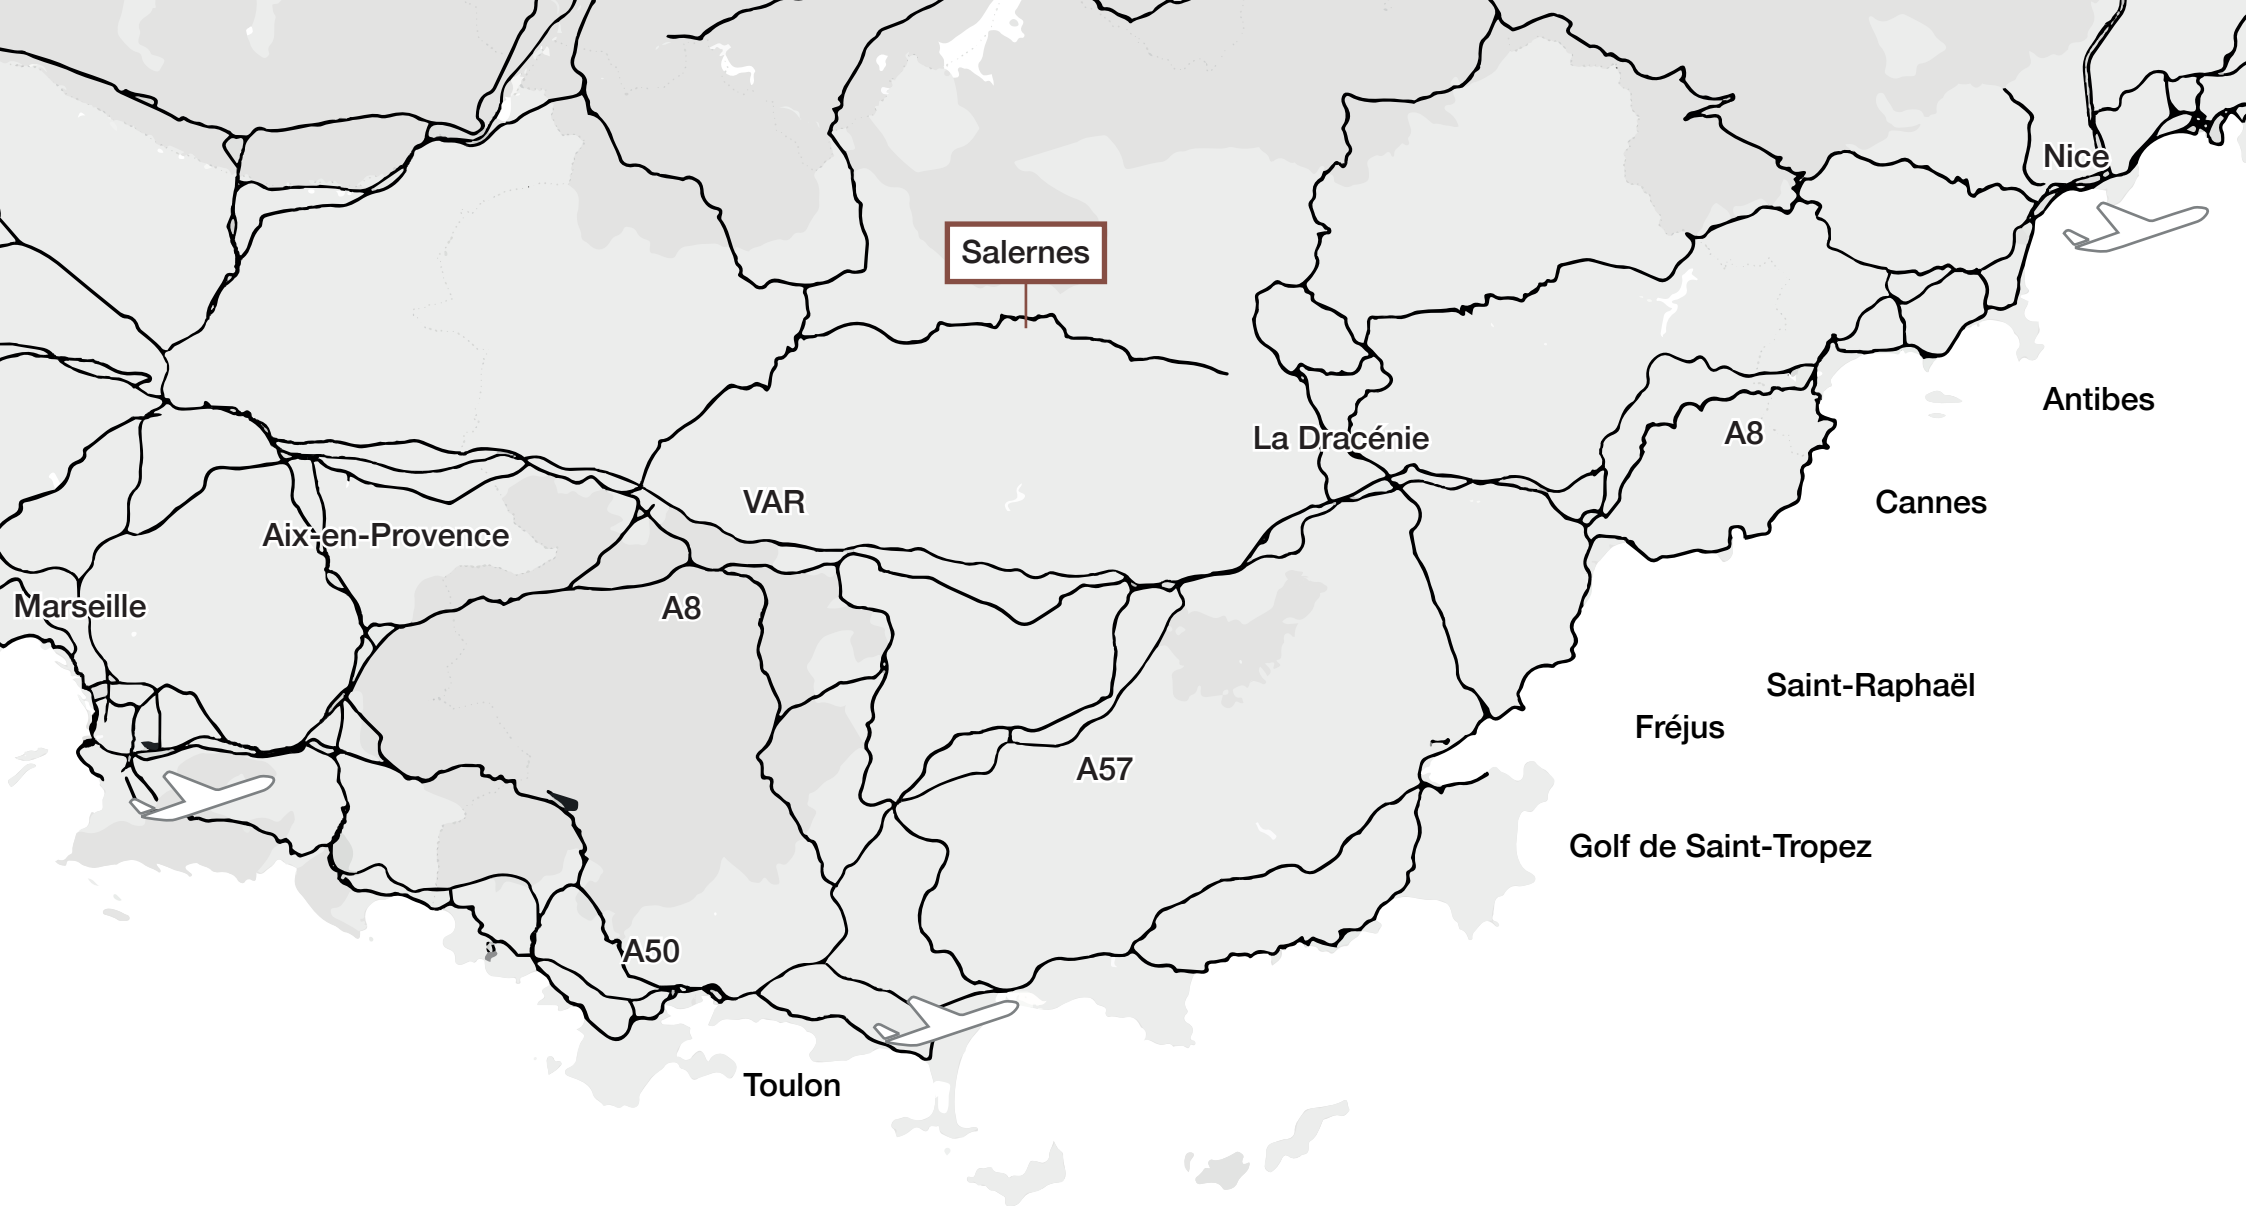 Nice
Salernes
Antibes
La Dracénie
A8
VAR
Cannes
Aix-en-Provence
Marseille
A8
Saint-Raphaël
Fréjus
A57
Golf de Saint-Tropez
A50
Toulon